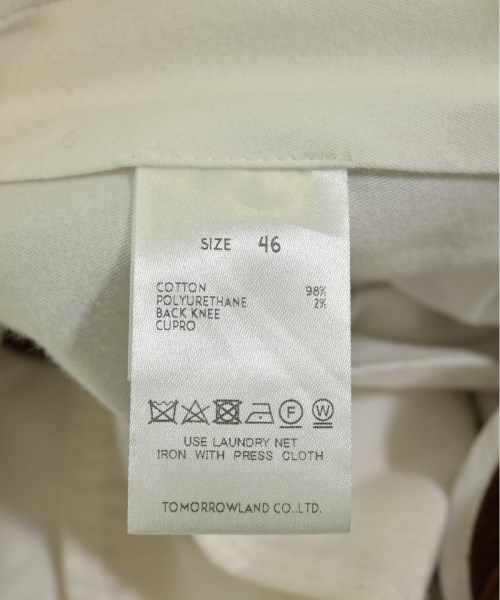 SIZE 46
COTTON 98%
POLYURETHANE 2%
BACK KNEE
CUPRO
F W
USE LAUNDRY NET
IRON WITH PRESS CLOTH
TOMORROWLAND CO.,LTD.